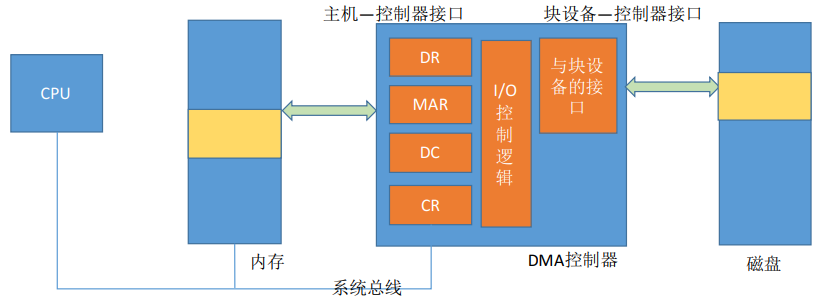 主机—控制器接口
块设备—控制器接口
CPU
DR
MAR
DC
CR
I/O
控
制
逻
辑
与块设
备的接
口
内存
DMA控制器
磁盘
系统总线